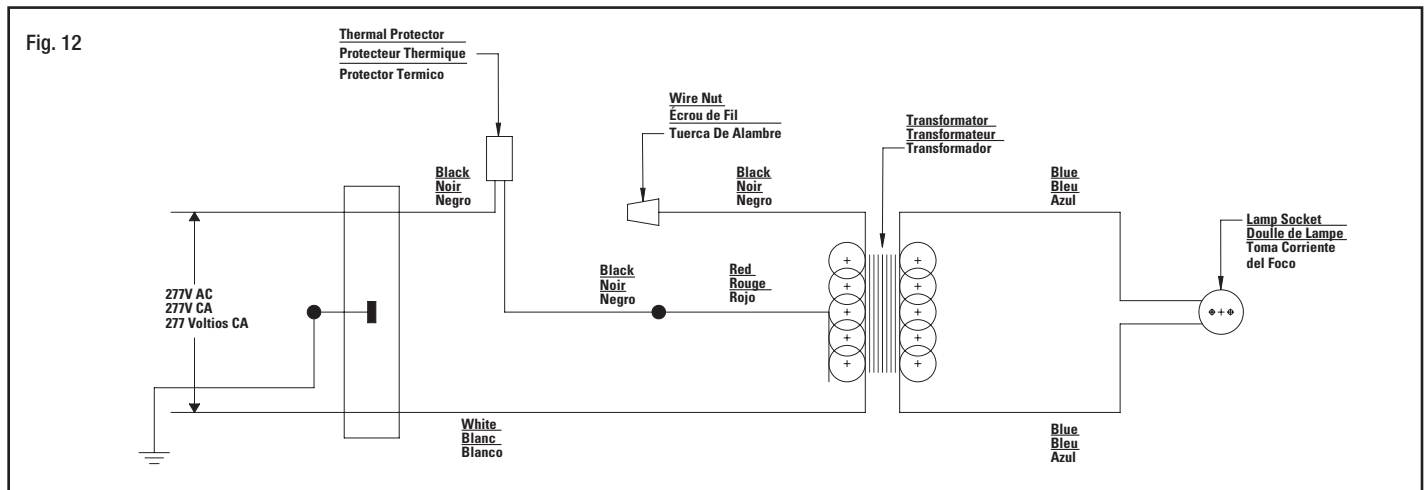 Fig. 12
Thermal Protector
Protecteur Thermique
Protector Termico
Wire Nut
Écrou de Fil
Tuerca De Alambre
Transformator
Transformateur
Transformador
Black
Noir
Negro
Black
Noir
Negro
Blue
Bleu
Azul
Lamp Socket
Doulle de Lampe
Toma Corriente
del Foco
Black
Noir
Negro
Red
Rouge
Rojo
277V AC
277V CA
277 Voltios CA
White
Blanc
Blanco
Blue
Bleu
Azul